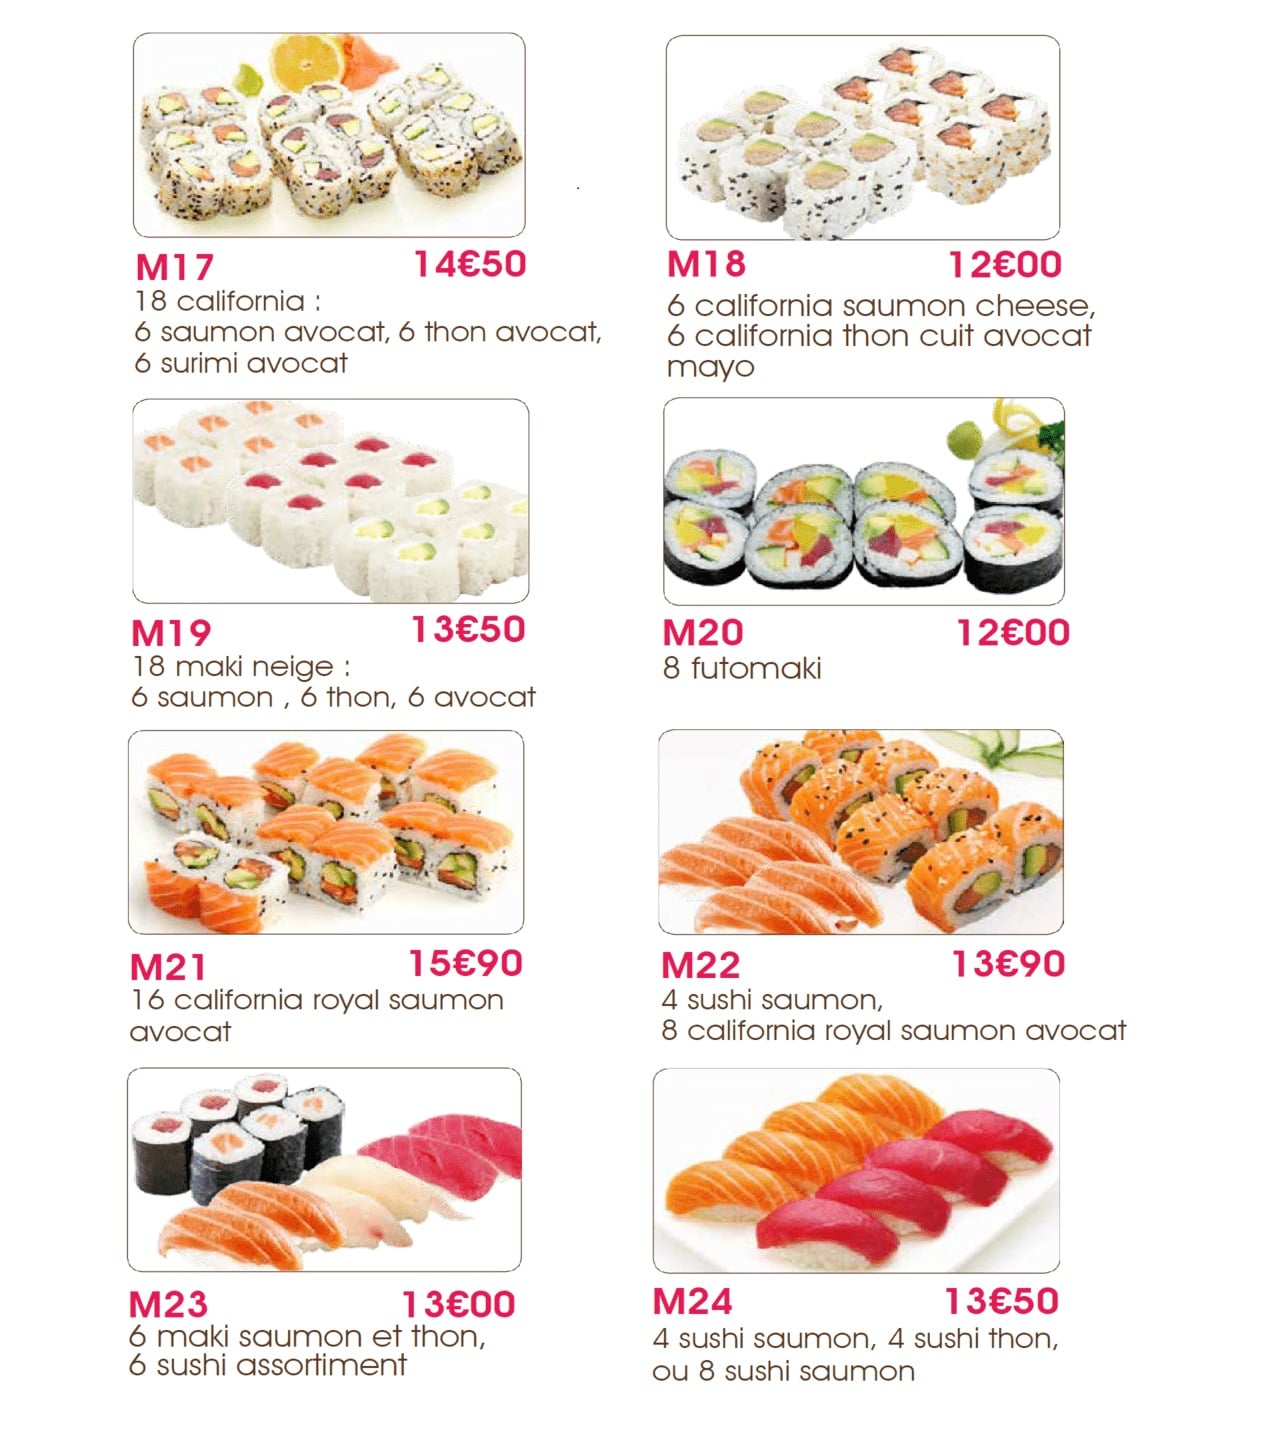 M17 14€50
18 california :
6 saumon avocat, 6 thon avocat,
6 surimi avocat
M18 12€00
6 california saumon cheese,
6 california thon cuit avocat
mayo
M19 13€50
18 maki neige :
6 saumon , 6 thon, 6 avocat
M20 12€00
8 futomaki
M21 15€90
16 california royal saumon
avocat
M22 13€90
4 sushi saumon,
8 california royal saumon avocat
M23 13€00
6 maki saumon et thon,
6 sushi assortiment
M24 13€50
4 sushi saumon, 4 sushi thon,
ou 8 sushi saumon